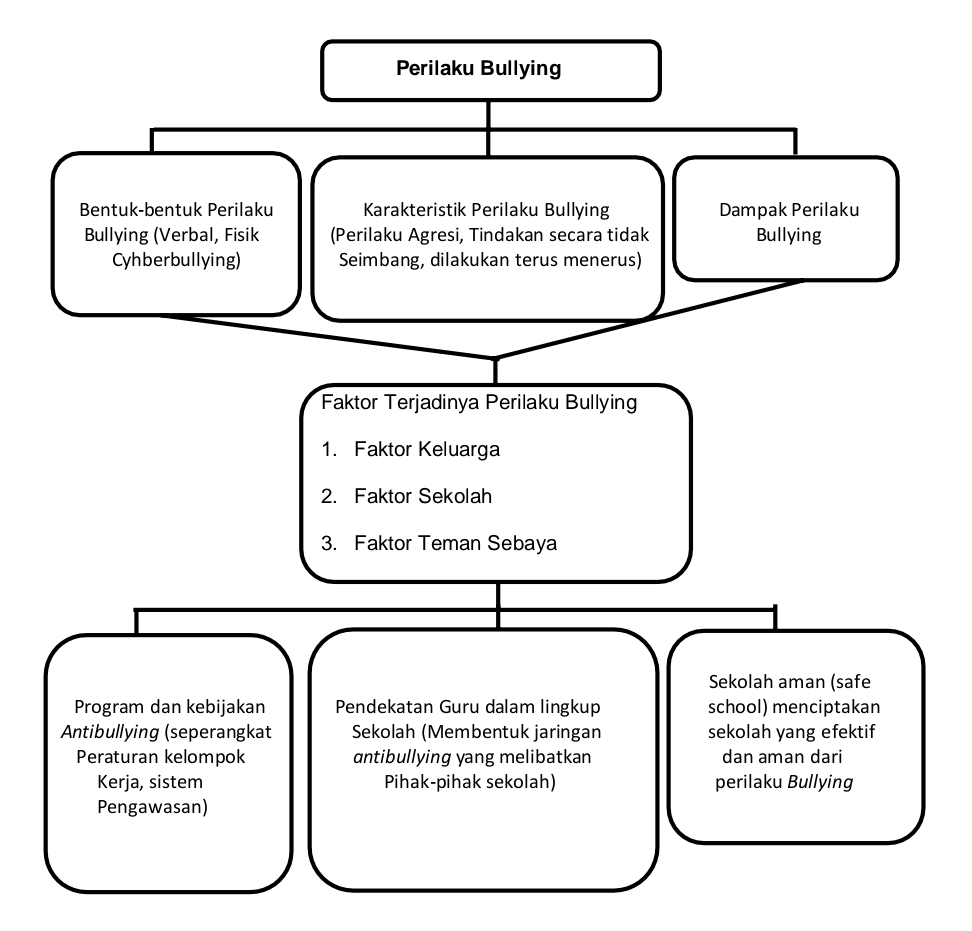 Perilaku Bullying
Bentuk-bentuk Perilaku
Bullying (Verbal, Fisik
Cyhberbullying)
Karakteristik Perilaku Bullying
(Perilaku Agresi, Tindakan secara tidak
Seimbang, dilakukan terus menerus)
Dampak Perilaku
Bullying
Faktor Terjadinya Perilaku Bullying
1. Faktor Keluarga
2. Faktor Sekolah
3. Faktor Teman Sebaya
Program dan kebijakan
Antibullying (seperangkat
Peraturan kelompok
Kerja, sistem
Pengawasan)
Pendekatan Guru dalam lingkup
Sekolah (Membentuk jaringan
antibullying yang melibatkan
Pihak-pihak sekolah)
Sekolah aman (safe
school) menciptakan
sekolah yang efektif
dan aman dari
perilaku Bullying